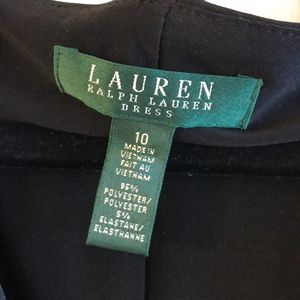 LAUREN
RALPH LAUREN
DRESS
10
MADE IN
VIETNAM
FAIT AU
VIETNAM
95%
POLYESTER/
POLYESTER
5%
ELASTANE/
ELASTHANNE